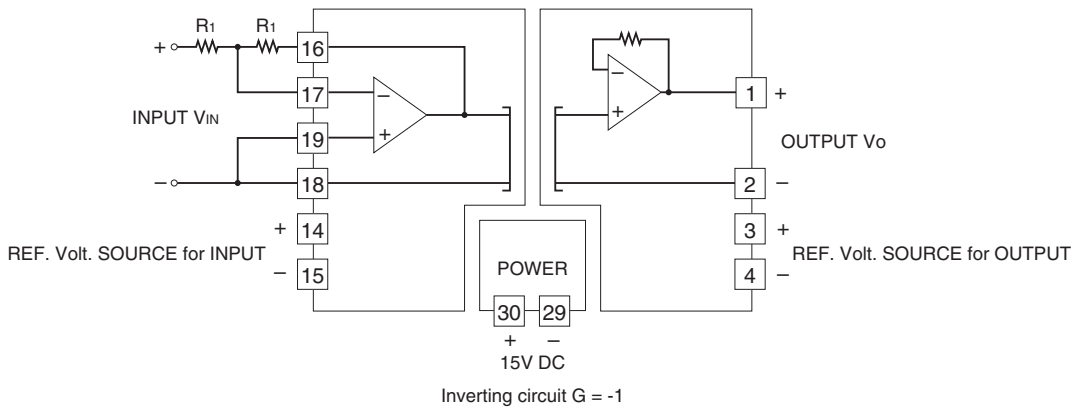 R1 R1
+ 16
17 −
INPUT VIN
19 +
− 18
+ 14
REF. Volt. SOURCE for INPUT
− 15
−
+
1 +
OUTPUT Vo
2 −
3 +
REF. Volt. SOURCE for OUTPUT
4 −
POWER
30 29
+ −
15V DC
Inverting circuit G = -1